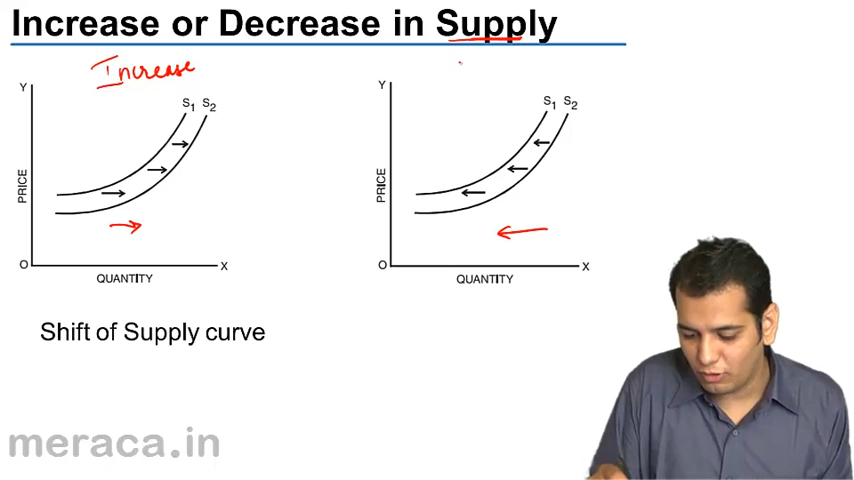 Increase or Decrease in Supply
Increase
Y
S1 S2
PRICE
O
X
QUANTITY
Y
S1 S2
PRICE
O
X
QUANTITY
Shift of Supply curve
meraca.in